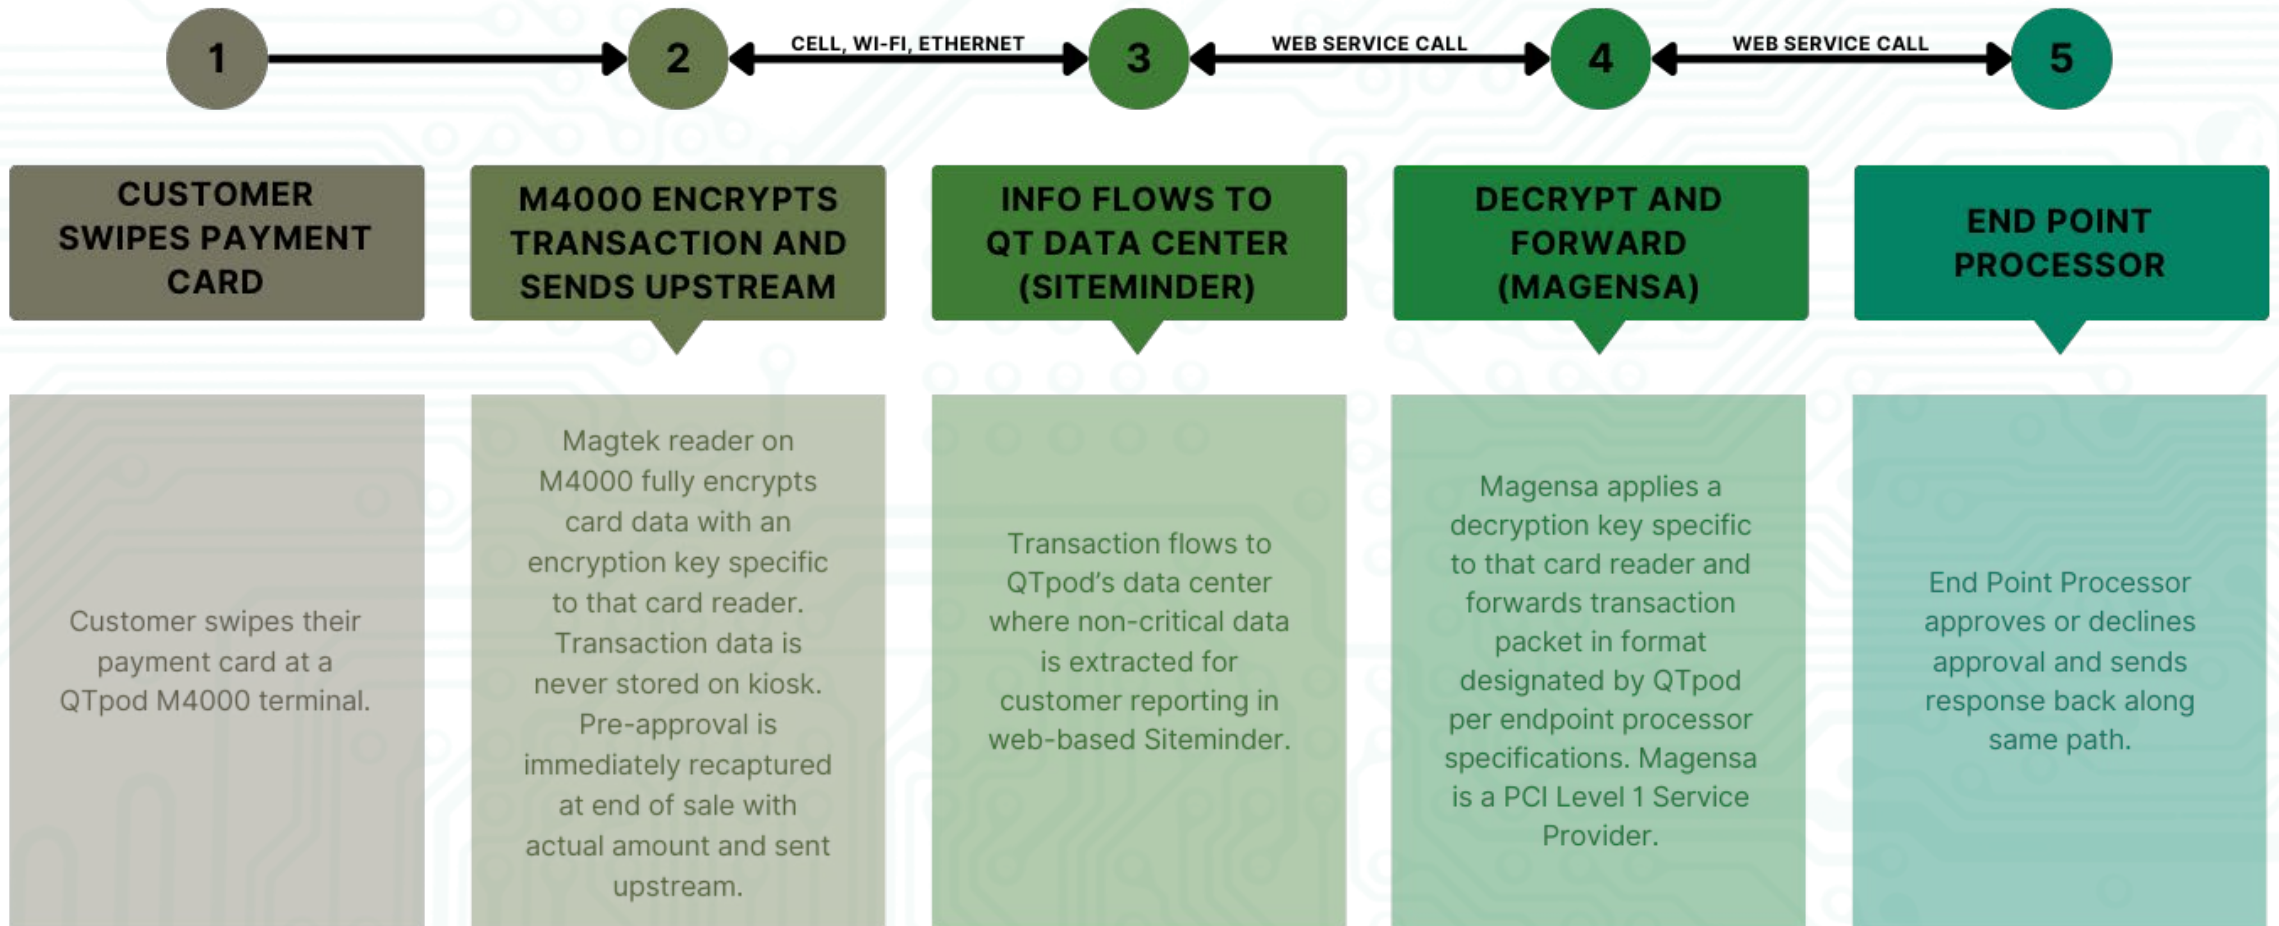 1
2
3
4
5
CELL, WI-FI, ETHERNET
WEB SERVICE CALL
WEB SERVICE CALL
CUSTOMER
SWIPES PAYMENT
CARD
M4000 ENCRYPTS
TRANSACTION AND
SENDS UPSTREAM
INFO FLOWS TO
QT DATA CENTER
(SITEMINDER)
DECRYPT AND
FORWARD
(MAGENSA)
END POINT
PROCESSOR
Customer swipes their
payment card at a
QTpod M4000 terminal.
Magtek reader on
M4000 fully encrypts
card data with an
encryption key specific
to that card reader.
Transaction data is
never stored on kiosk.
Pre-approval is
immediately recaptured
at end of sale with
actual amount and sent
upstream.
Transaction flows to
QTpod’s data center
where non-critical data
is extracted for
customer reporting in
web-based Siteminder.
Magensa applies a
decryption key specific
to that card reader and
forwards transaction
packet in format
designated by QTpod
per endpoint processor
specifications. Magensa
is a PCI Level 1 Service
Provider.
End Point Processor
approves or declines
approval and sends
response back along
same path.